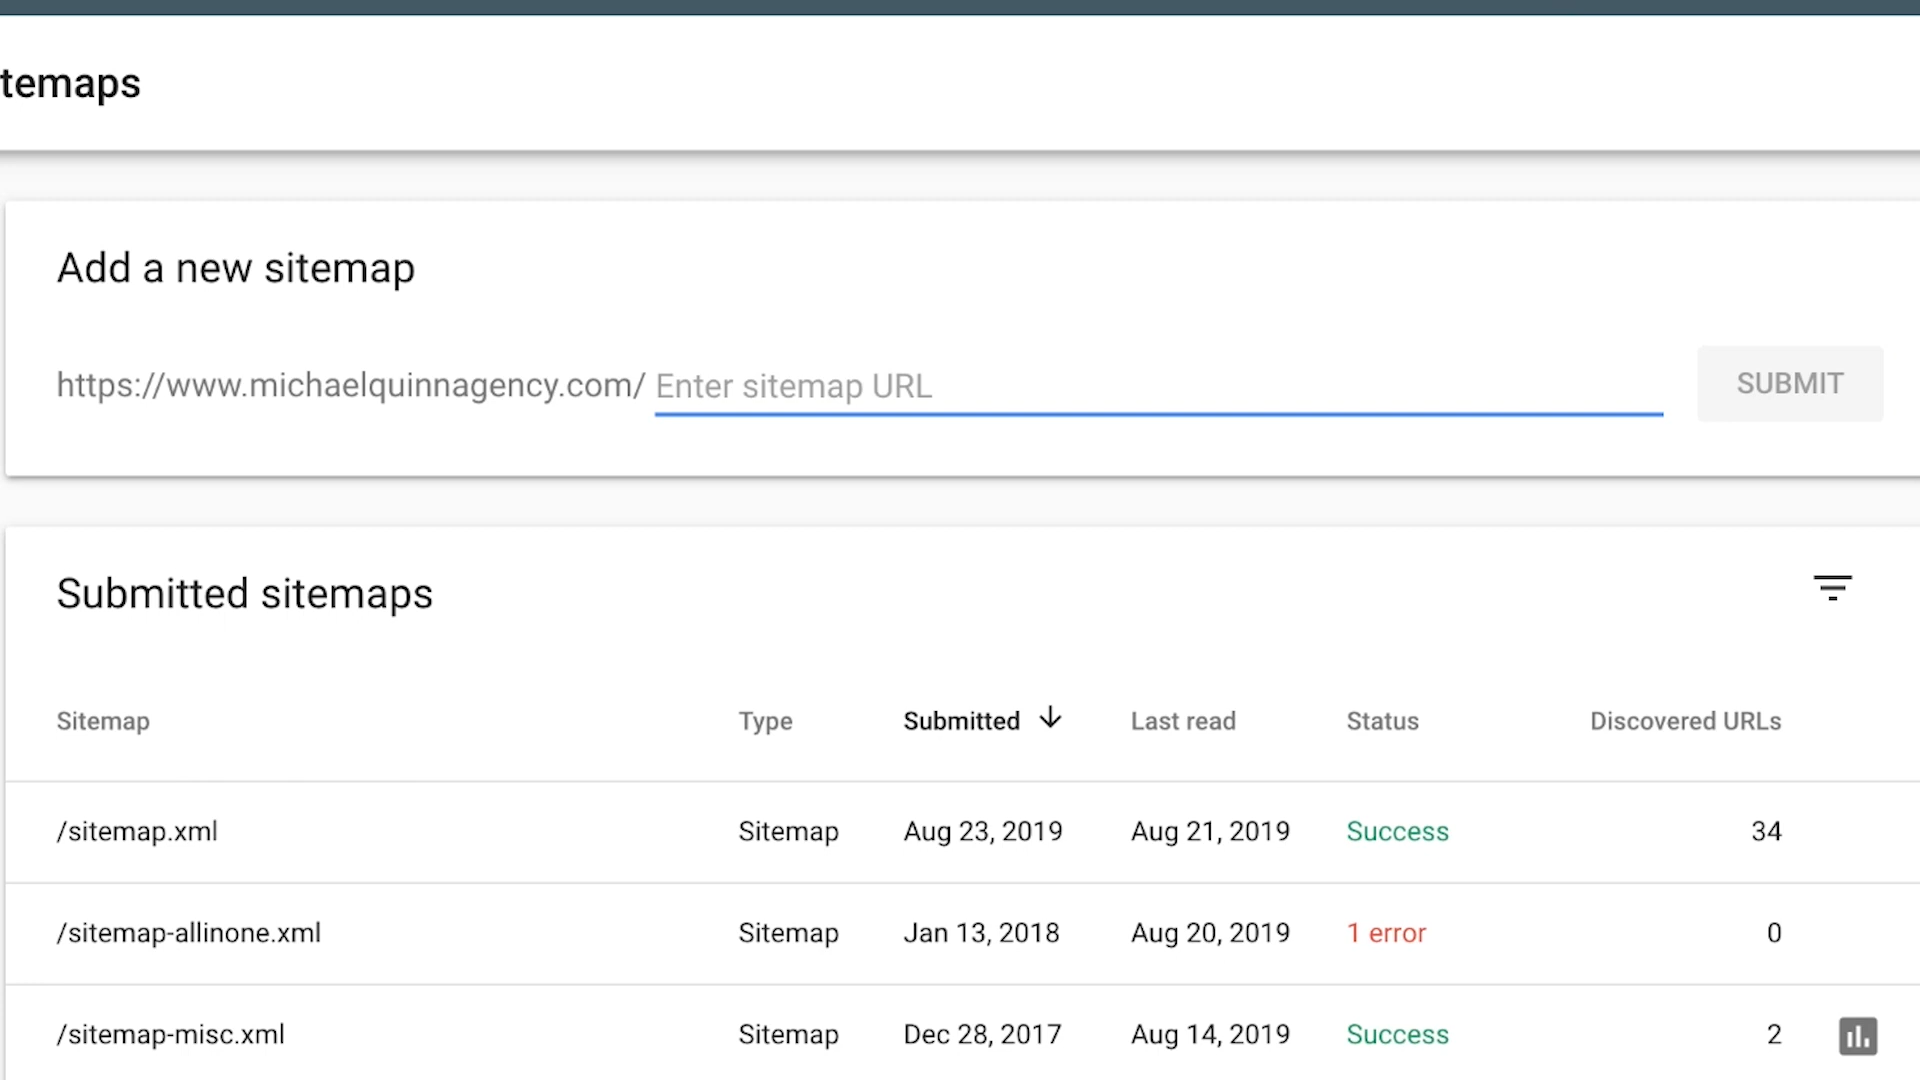 temaps
Add a new sitemap
https://www.michaelquinnagency.com/ Enter sitemap URL SUBMIT
Submitted sitemaps
Sitemap Type Submitted Last read Status Discovered URLs
/sitemap.xml Sitemap Aug 23, 2019 Aug 21, 2019 Success 34
/sitemap-allinone.xml Sitemap Jan 13, 2018 Aug 20, 2019 1 error 0
/sitemap-misc.xml Sitemap Dec 28, 2017 Aug 14, 2019 Success 2